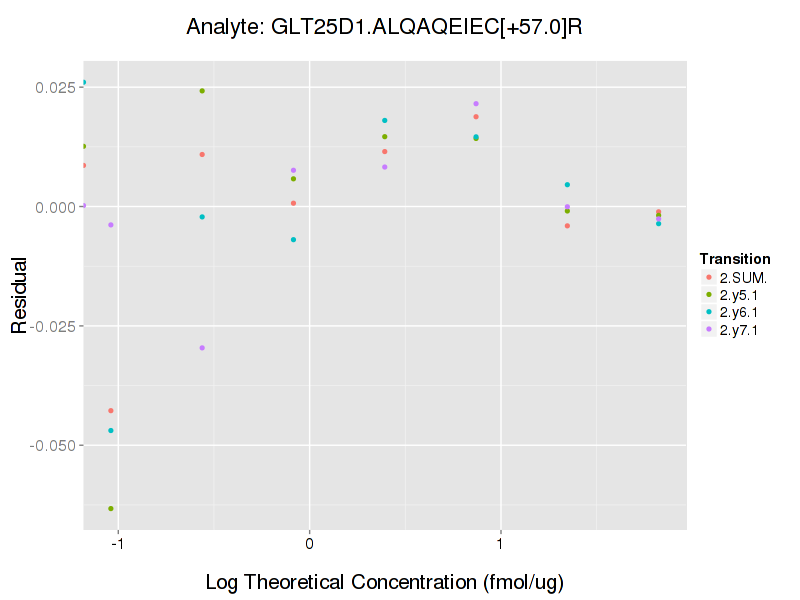 Analyte: GLT25D1.ALQAQEIEC[+57.0]R
0.025
0.000
-0.025
-0.050
Residual
-1
0
1
Log Theoretical Concentration (fmol/ug)
Transition
2.SUM.
2.y5.1
2.y6.1
2.y7.1